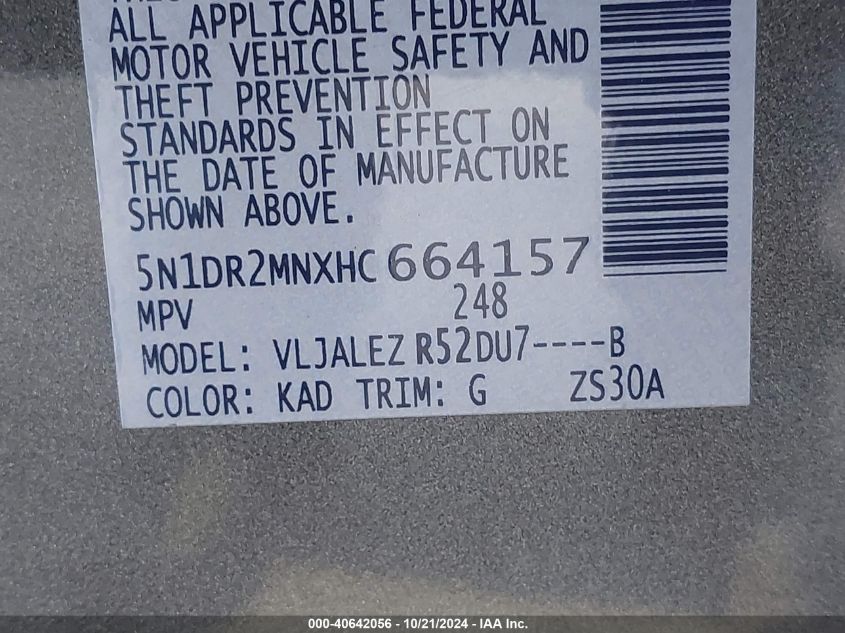 ALL APPLICABLE FEDERAL
MOTOR VEHICLE SAFETY AND
THEFT PREVENTION
STANDARDS IN EFFECT ON
THE DATE OF MANUFACTURE
SHOWN ABOVE.
5N1DR2MNXHC664157
MPV 248
MODEL: VLJALEZ R52DU7----B
COLOR: KAD TRIM: G ZS30A
000-40642056 - 10/21/2024 - IAA Inc.